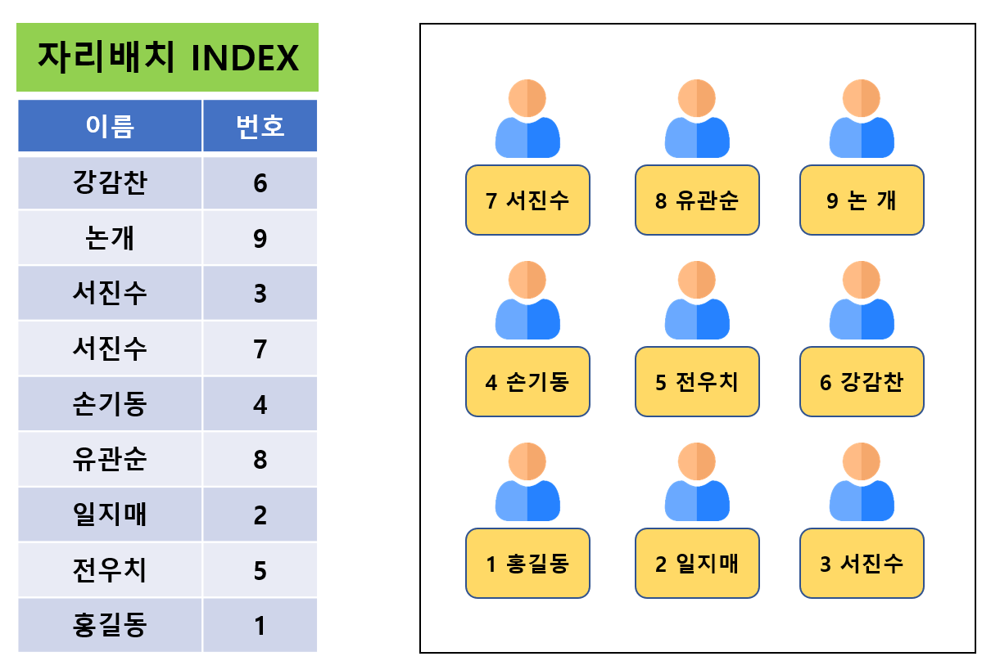 자리배치 INDEX
이름 번호
강감찬 6
논개 9
서진수 3
서진수 7
손기동 4
유관순 8
일지매 2
전우치 5
홍길동 1
7 서진수
8 유관순
9 논 개
4 손기동
5 전우치
6 강감찬
1 홍길동
2 일지매
3 서진수